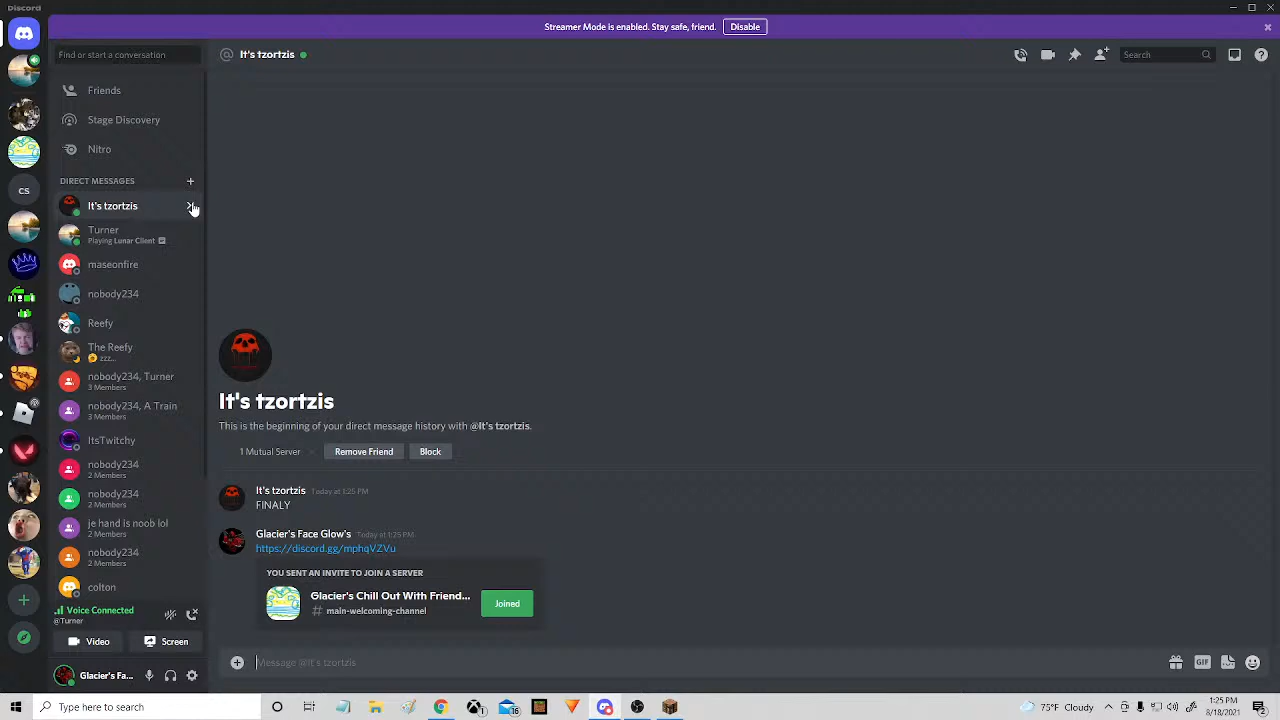 Discord
Streamer Mode is enabled. Stay safe, friend. Disable
Find or start a conversation
It's tzortzis
Search
Friends
Stage Discovery
Nitro
DIRECT MESSAGES
CS
It's tzortzis
Turner
Playing Lunar Client
maseonfire
nobody234
Reefy
The Reefy
zzz...
nobody234, Turner
3 Members
nobody234, A Train
3 Members
ItsTwitchy
nobody234
2 Members
nobody234
2 Members
je hand is noob lol
2 Members
nobody234
2 Members
colton
Voice Connected
@Turner
Video
Screen
Glacier's Fa...
It's tzortzis
This is the beginning of your direct message history with @It's tzortzis.
1 Mutual Server
Remove Friend
Block
It's tzortzis Today at 1:25 PM
FINALY
Glacier's Face Glow's Today at 1:25 PM
https://discord.gg/mphqVZVu
YOU SENT AN INVITE TO JOIN A SERVER
Glacier's Chill Out With Friend...
main-welcoming-channel
Joined
Message @It's tzortzis
GIF
Type here to search
16
72°F Cloudy
1:25 PM
8/18/2021
2